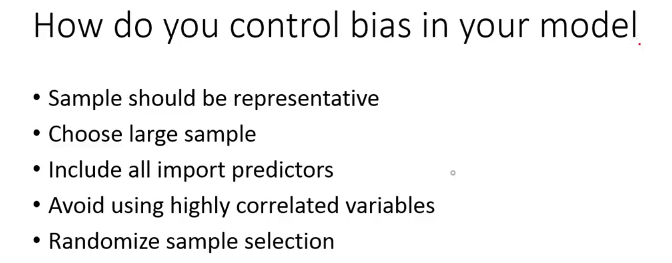 How do you control bias in your model
• Sample should be representative
• Choose large sample
• Include all import predictors
• Avoid using highly correlated variables
• Randomize sample selection